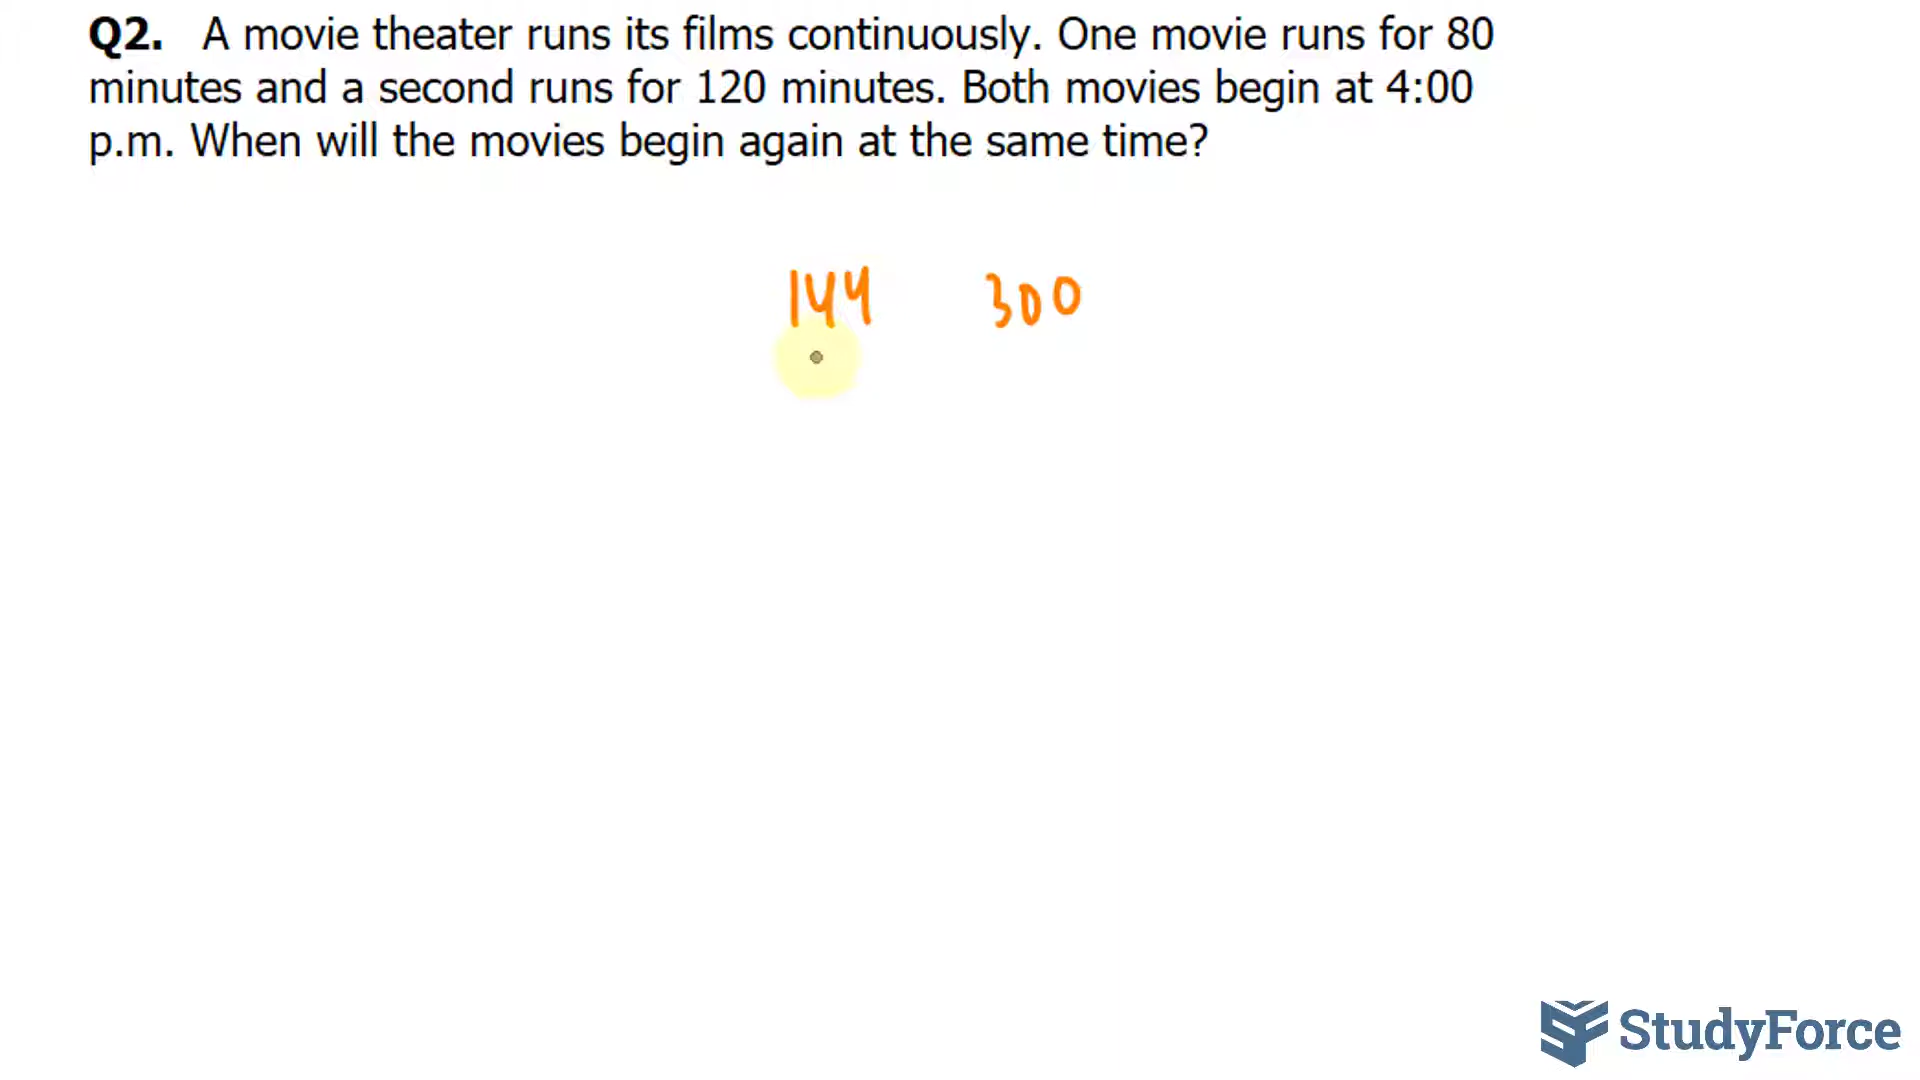 Q2. A movie theater runs its films continuously. One movie runs for 80
minutes and a second runs for 120 minutes. Both movies begin at 4:00
p.m. When will the movies begin again at the same time?
144 300
StudyForce